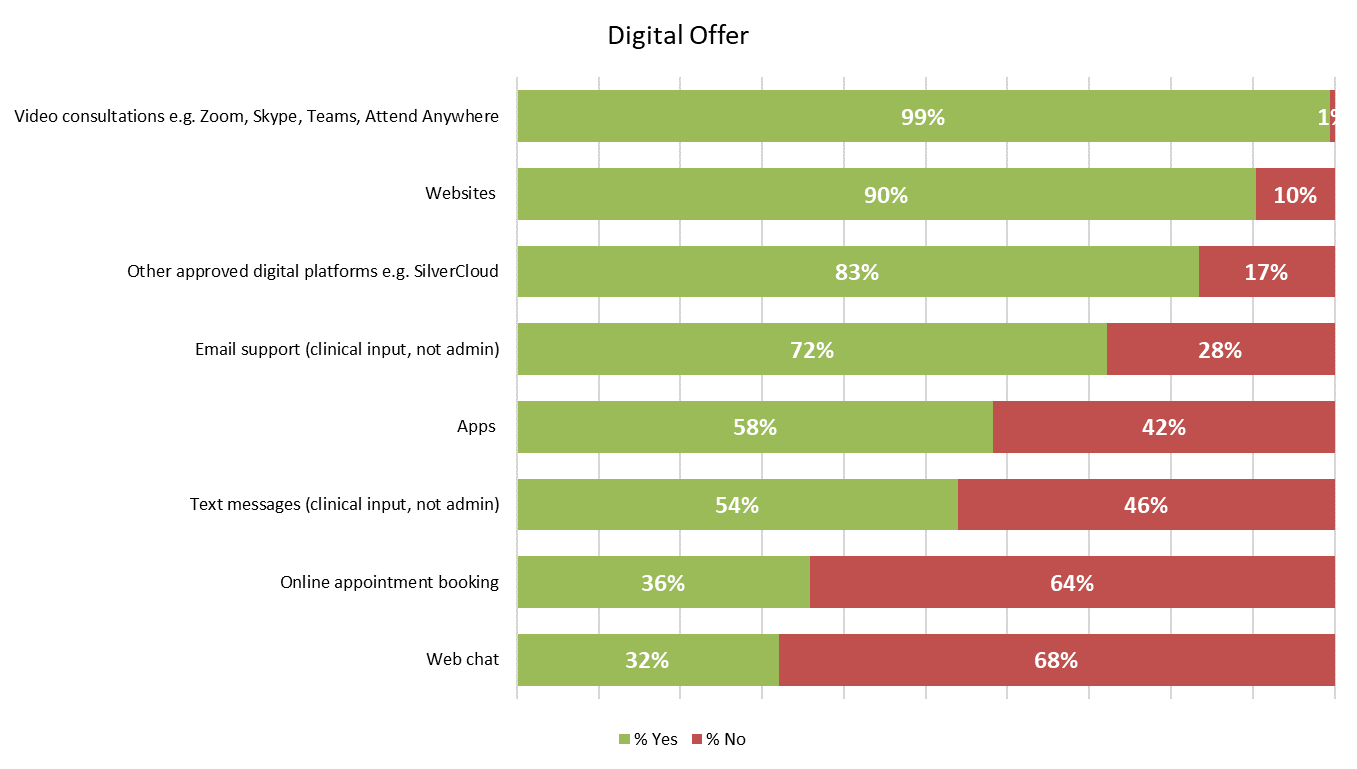 Digital Offer
Video consultations e.g. Zoom, Skype, Teams, Attend Anywhere
99%
1%
Websites
90%
10%
Other approved digital platforms e.g. SilverCloud
83%
17%
Email support (clinical input, not admin)
72%
28%
Apps
58%
42%
Text messages (clinical input, not admin)
54%
46%
Online appointment booking
36%
64%
Web chat
32%
68%
% Yes
% No